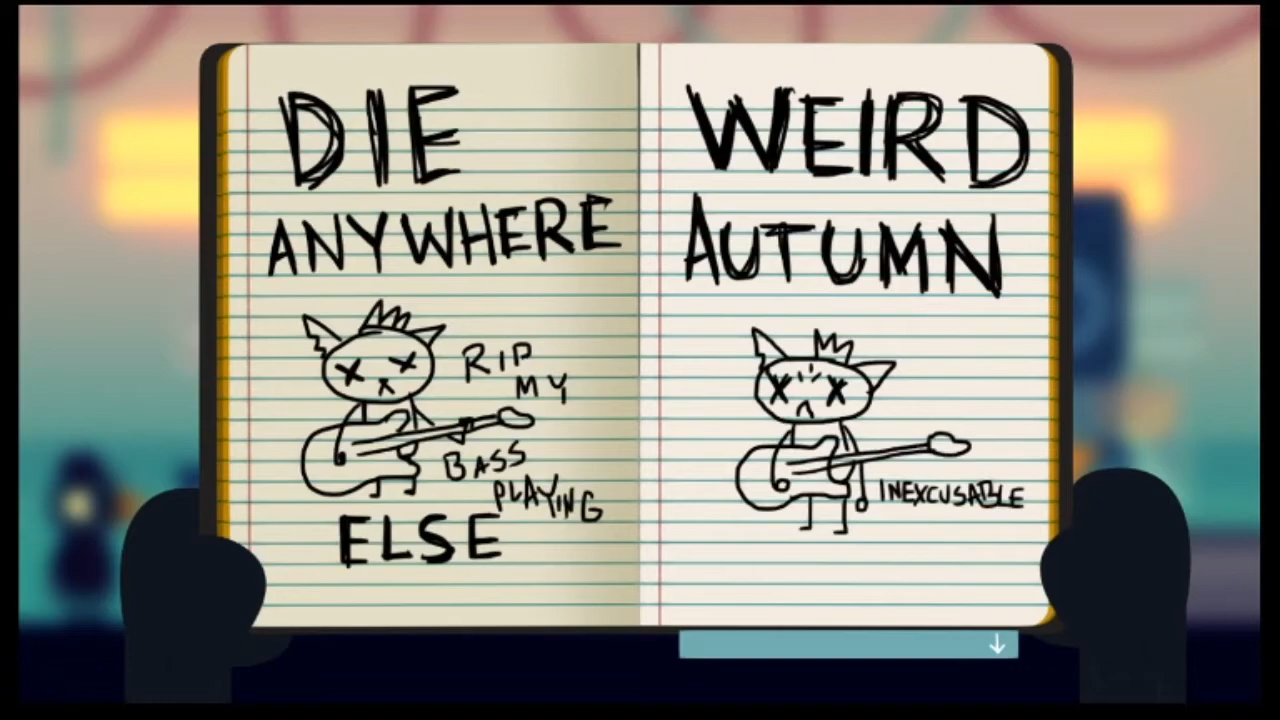 DIE
ANYWHERE
RIP
MY
BASS
PLAYING
ELSE
WEIRD
AUTUMN
INEXCUSABLE